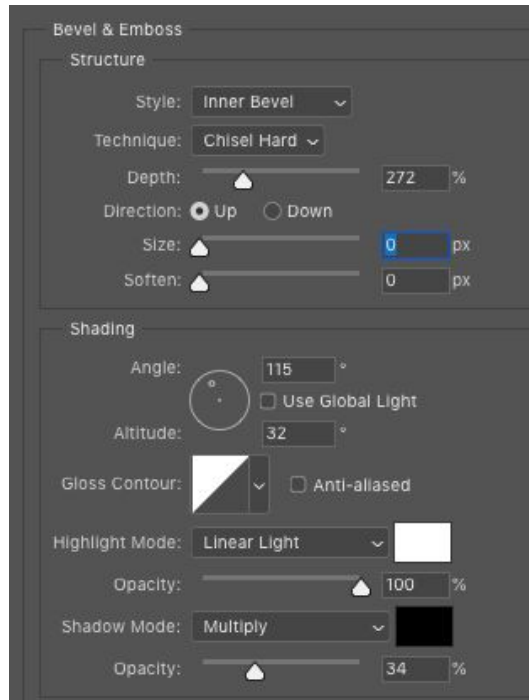 Bevel & Emboss
Structure
Style: Inner Bevel
Technique: Chisel Hard
Depth: 272 %
Direction: Up Down
Size: 0 px
Soften: 0 px
Shading
Angle: 115 °
Use Global Light
Altitude: 32 °
Gloss Contour: Anti-aliased
Highlight Mode: Linear Light
Opacity: 100 %
Shadow Mode: Multiply
Opacity: 34 %